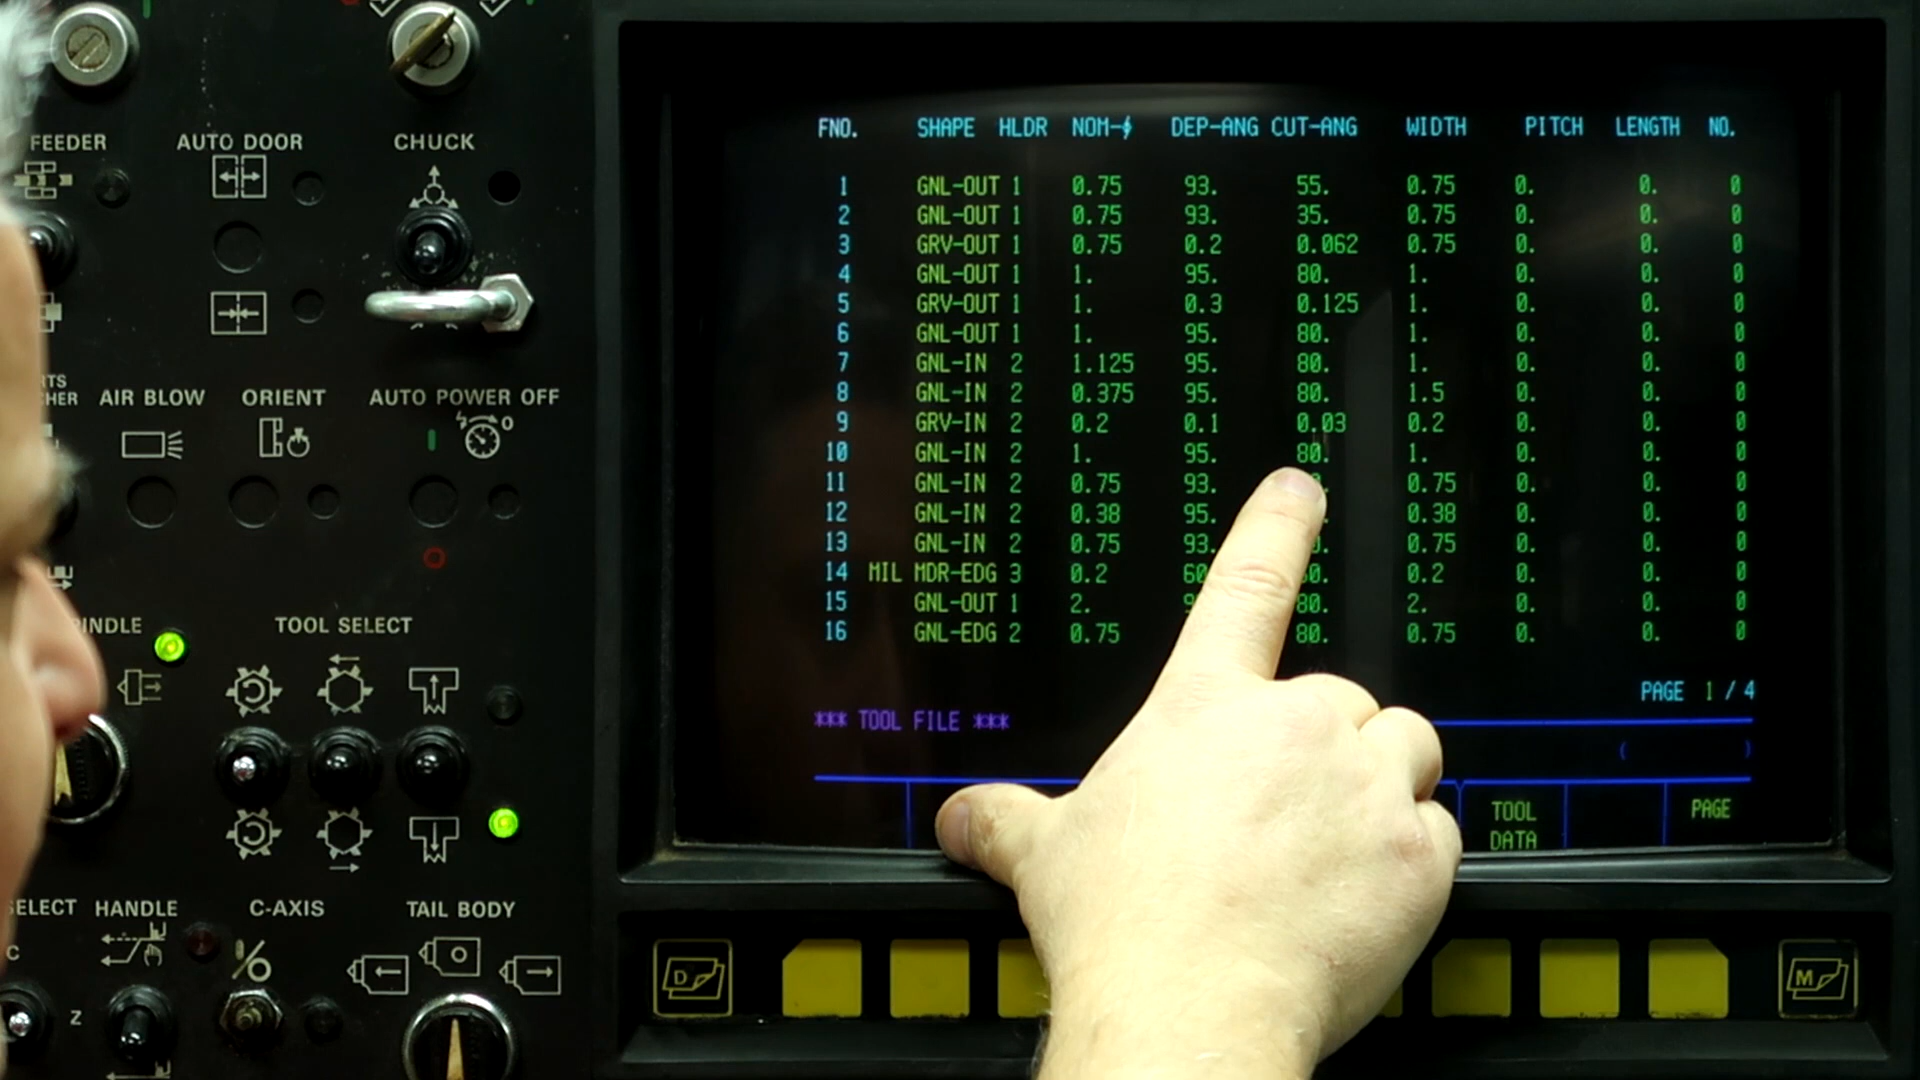 FEEDER AUTO DOOR CHUCK
AIR BLOW ORIENT AUTO POWER OFF
TOOL SELECT
HANDLE C-AXIS TAIL BODY
C
Z
FNO. SHAPE HLDR NOM-ϕ DEP-ANG CUT-ANG WIDTH PITCH LENGTH NO.
1 GNL-OUT 1 0.75 93. 55. 0.75 0. 0. 0
2 GNL-OUT 1 0.75 93. 35. 0.75 0. 0. 0
3 GRV-OUT 1 0.75 0.2 0.062 0.75 0. 0. 0
4 GNL-OUT 1 1. 95. 80. 1. 0. 0. 0
5 GRV-OUT 1 1. 0.3 0.125 1. 0. 0. 0
6 GNL-OUT 1 1. 95. 80. 1. 0. 0. 0
7 GNL-IN 2 1.125 95. 80. 1. 0. 0. 0
8 GNL-IN 2 0.375 95. 80. 1.5 0. 0. 0
9 GRV-IN 2 0.2 0.1 0.03 0.2 0. 0. 0
10 GNL-IN 2 1. 95. 80. 1. 0. 0. 0
11 GNL-IN 2 0.75 93. 0.75 0. 0. 0
12 GNL-IN 2 0.38 95. 0.38 0. 0. 0
13 GNL-IN 2 0.75 93. 0.75 0. 0. 0
14 MIL MDR-EDG 3 0.2 0.2 0. 0. 0
15 GNL-OUT 1 2. 80. 2. 0. 0. 0
16 GNL-EDG 2 0.75 80. 0.75 0. 0. 0
PAGE 1 / 4
*** TOOL FILE ***
( )
TOOL DATA PAGE
D M